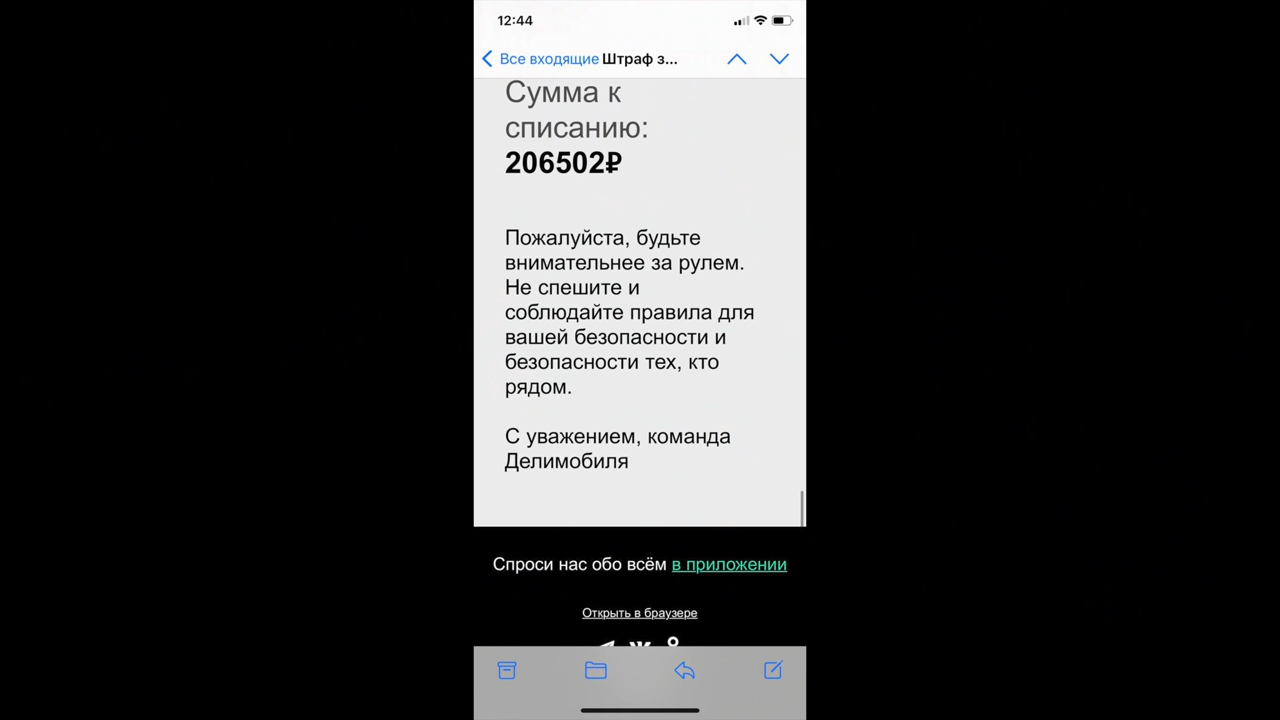 12:44
Все входящие Штраф з...
Сумма к
списанию:
206502₽
Пожалуйста, будьте
внимательнее за рулем.
Не спешите и
соблюдайте правила для
вашей безопасности и
безопасности тех, кто
рядом.
С уважением, команда
Делимобиля
Спроси нас обо всём в приложении
Открыть в браузере